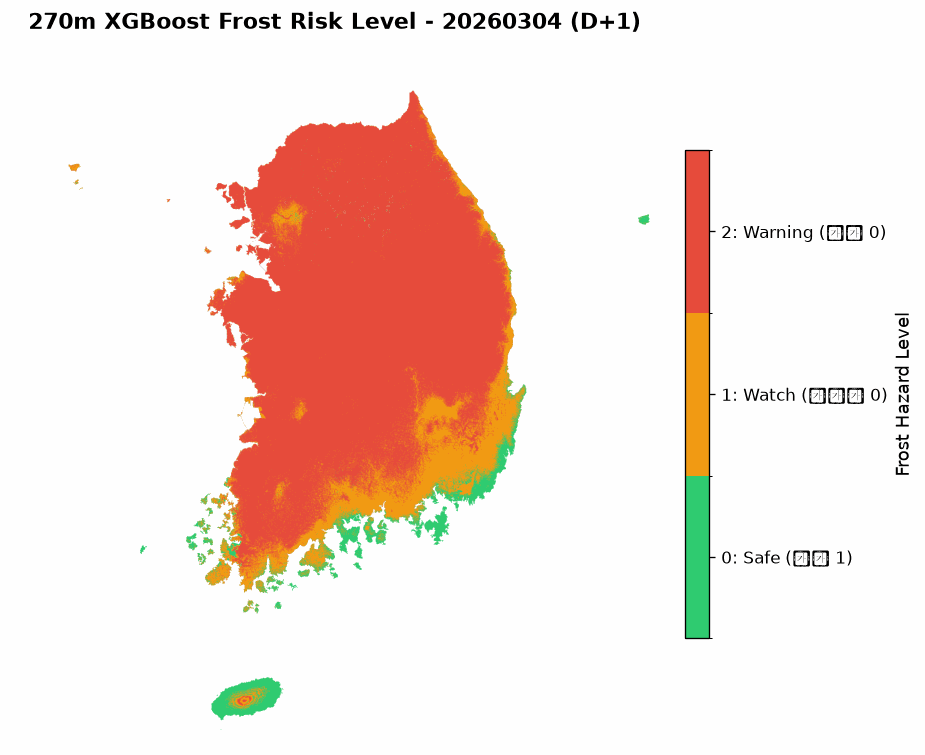 270m XGBoost Frost Risk Level - 20260304 (D+1)
2: Warning (□□ 0)
1: Watch (□□□ 0)
0: Safe (□□ 1)
Frost Hazard Level